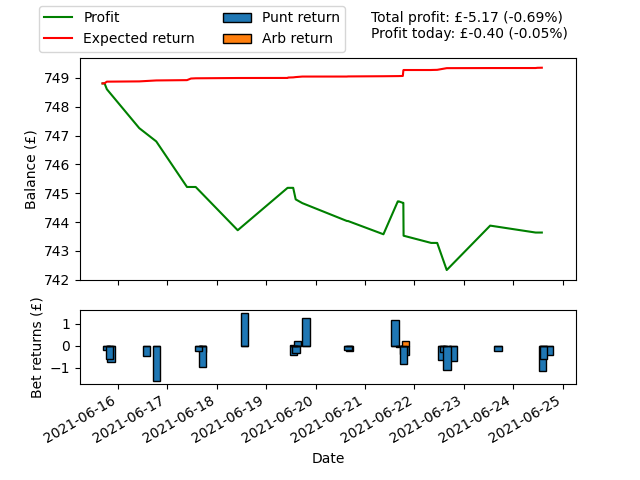 Profit
Expected return
Punt return
Arb return
Total profit: £-5.17 (-0.69%)
Profit today: £-0.40 (-0.05%)
Balance (£)
749
748
747
746
745
744
743
742
Bet returns (£)
1
0
−1
2021-06-16
2021-06-17
2021-06-18
2021-06-19
2021-06-20
2021-06-21
2021-06-22
2021-06-23
2021-06-24
2021-06-25
Date